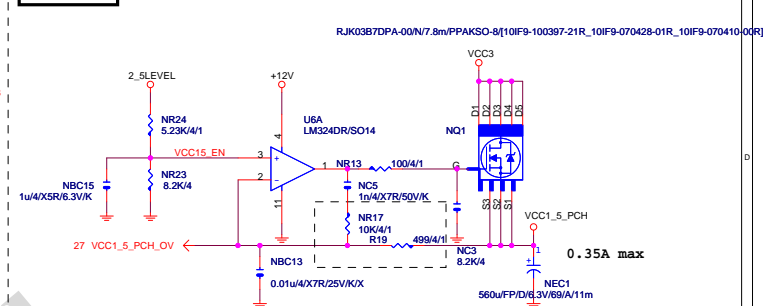 RJK03B7DPA-00/N/7.8m/PPAKSO-8/[10IF9-100397-21R_10IF9-070428-01R_10IF9-070410-00R]
VCC3
2_5LEVEL
+12V
D1
D2
D3
D4
D5
NR24
5.23K/4/1
U6A
LM324DR/SO14
NQ1
D
4
VCC15_EN
3
+
1
NR13
100/4/1
G
NBC15
1u/4/X5R/6.3V/K
NR23
8.2K/4
2
-
11
NC5
1n/4/X7R/50V/K
S3
S2
S1
NR17
10K/4/1
VCC1_5_PCH
27 VCC1_5_PCH_OV
R19
499/4/1
NC3
8.2K/4
1
0.35A max
NBC13
0.01u/4/X7R/25V/K/X
+
NEC1
560u/FP/D/6.3V/69/A/11m